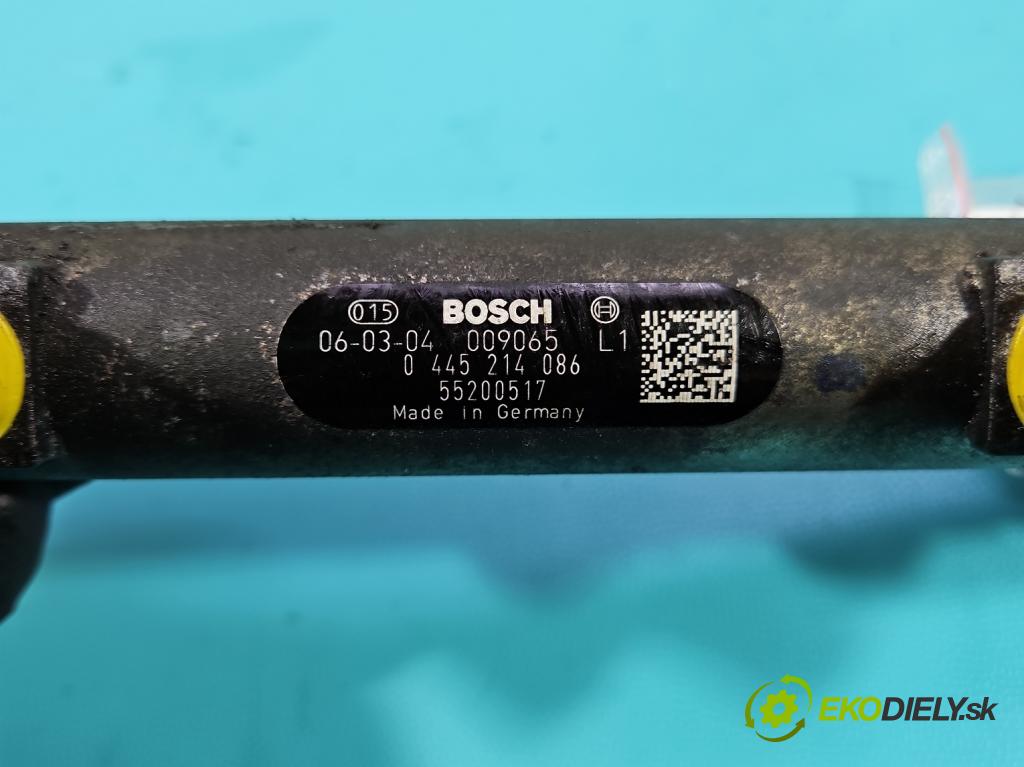 015 BOSCH
06-03-04 009065 L1
0 445 214 086
55200517
Made in Germany
EKODIELY.sk